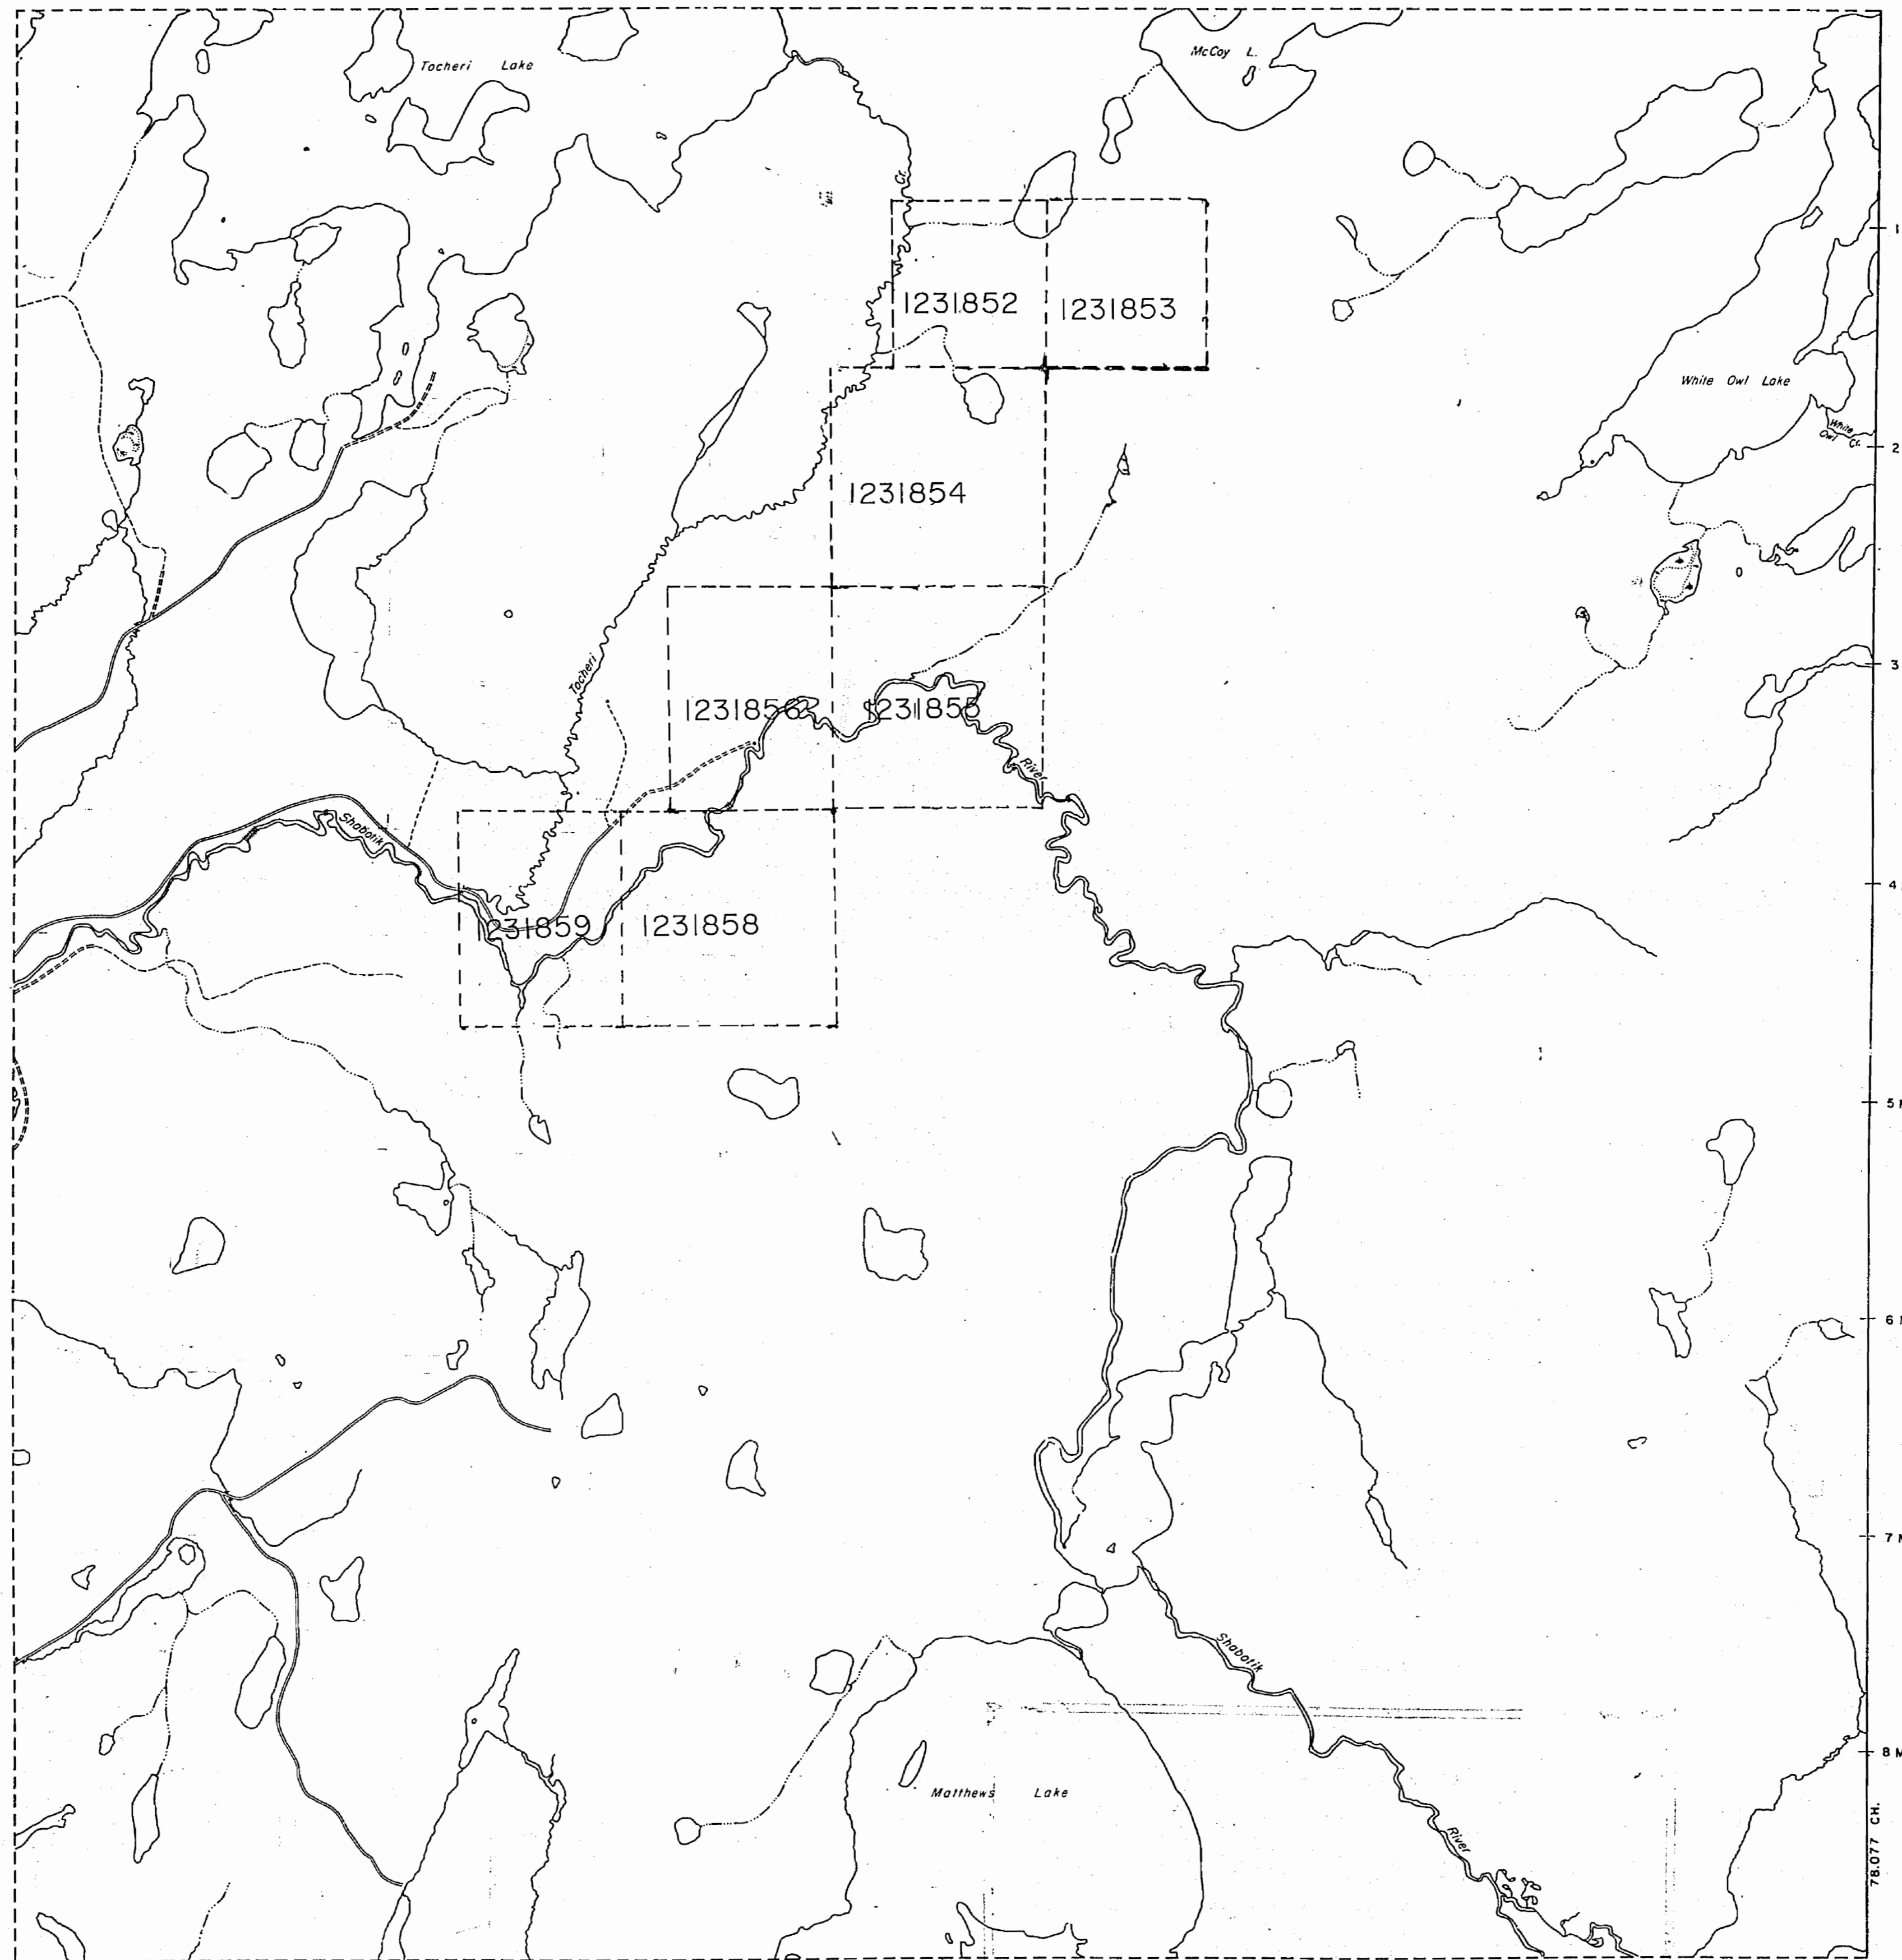 Tocheri Lake
McCoy L.
Cr.
1
1231852
1231853
White Owl Lake
White
Owl Cr.
2
1231854
Tocheri
3
1231856
1231855
River
Shabotik
4
1231859
1231858
5
6
7
Shabotik
8 M
Matthews Lake
River
78.077 CH.